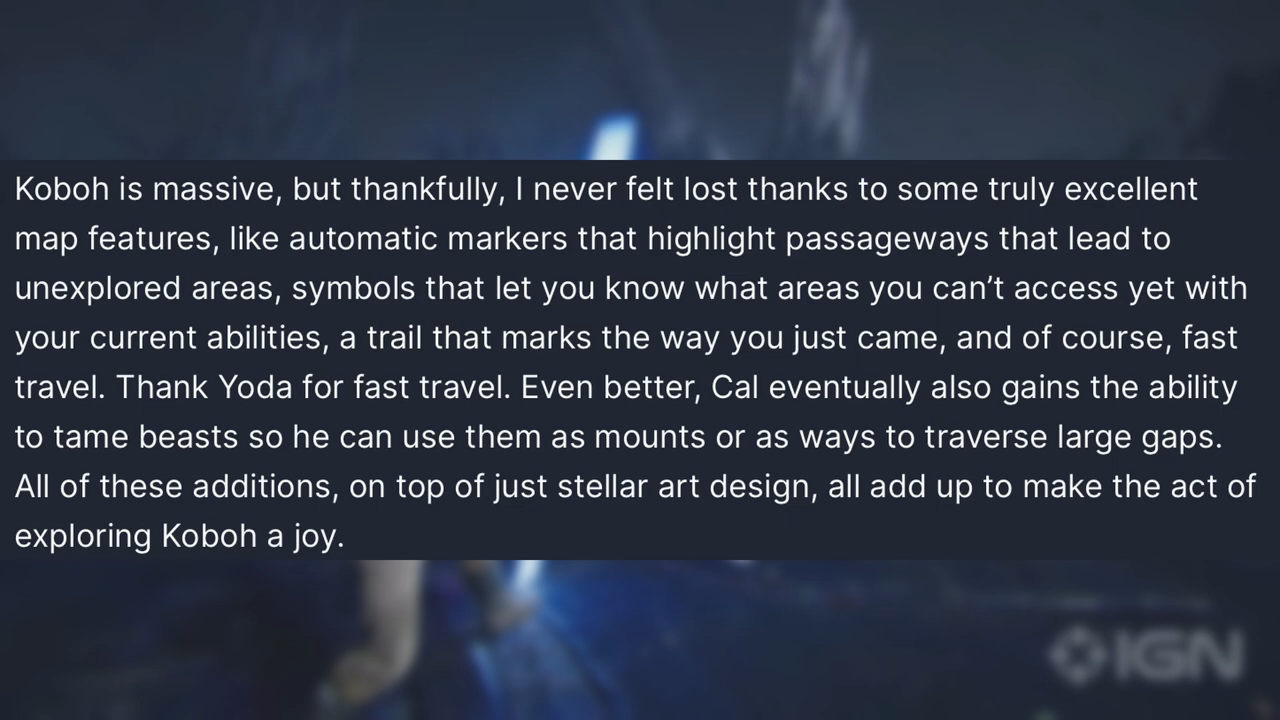 Koboh is massive, but thankfully, I never felt lost thanks to some truly excellent
map features, like automatic markers that highlight passageways that lead to
unexplored areas, symbols that let you know what areas you can’t access yet with
your current abilities, a trail that marks the way you just came, and of course, fast
travel. Thank Yoda for fast travel. Even better, Cal eventually also gains the ability
to tame beasts so he can use them as mounts or as ways to traverse large gaps.
All of these additions, on top of just stellar art design, all add up to make the act of
exploring Koboh a joy.
IGN